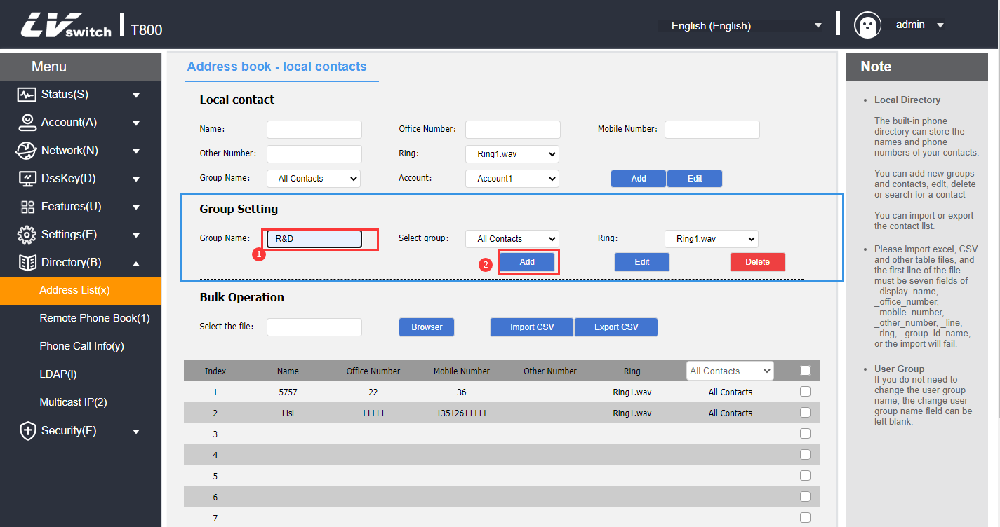 LVswitch T800
English (English)
admin
Menu
Status(S)
Account(A)
Network(N)
DssKey(D)
Features(U)
Settings(E)
Directory(B)
Address List(x)
Remote Phone Book(1)
Phone Call Info(y)
LDAP(l)
Multicast IP(2)
Security(F)
Address book - local contacts
Local contact
Name: Office Number: Mobile Number:
Other Number: Ring: Ring1.wav
Group Name: All Contacts Account: Account1 Add Edit
Group Setting
Group Name: R&D Select group: All Contacts Ring: Ring1.wav
1 2 Add Edit Delete
Bulk Operation
Select the file: Browser Import CSV Export CSV
Index Name Office Number Mobile Number Other Number Ring All Contacts
1 5757 22 36 Ring1.wav All Contacts
2 Lisi 11111 13512611111 Ring1.wav All Contacts
3
4
5
6
7
Note
• Local Directory
The built-in phone
directory can store the
names and phone
numbers of your contacts.
You can add new groups
and contacts, edit, delete
or search for a contact
You can import or export
the contact list.
• Please import excel, CSV
and other table files, and
the first line of the file
must be seven fields of
_display_name,
_office_number,
_mobile_number,
_other_number, _line,
_ring, _group_id_name,
or the import will fail.
• User Group
If you do not need to
change the user group
name, the change user
group name field can be
left blank.